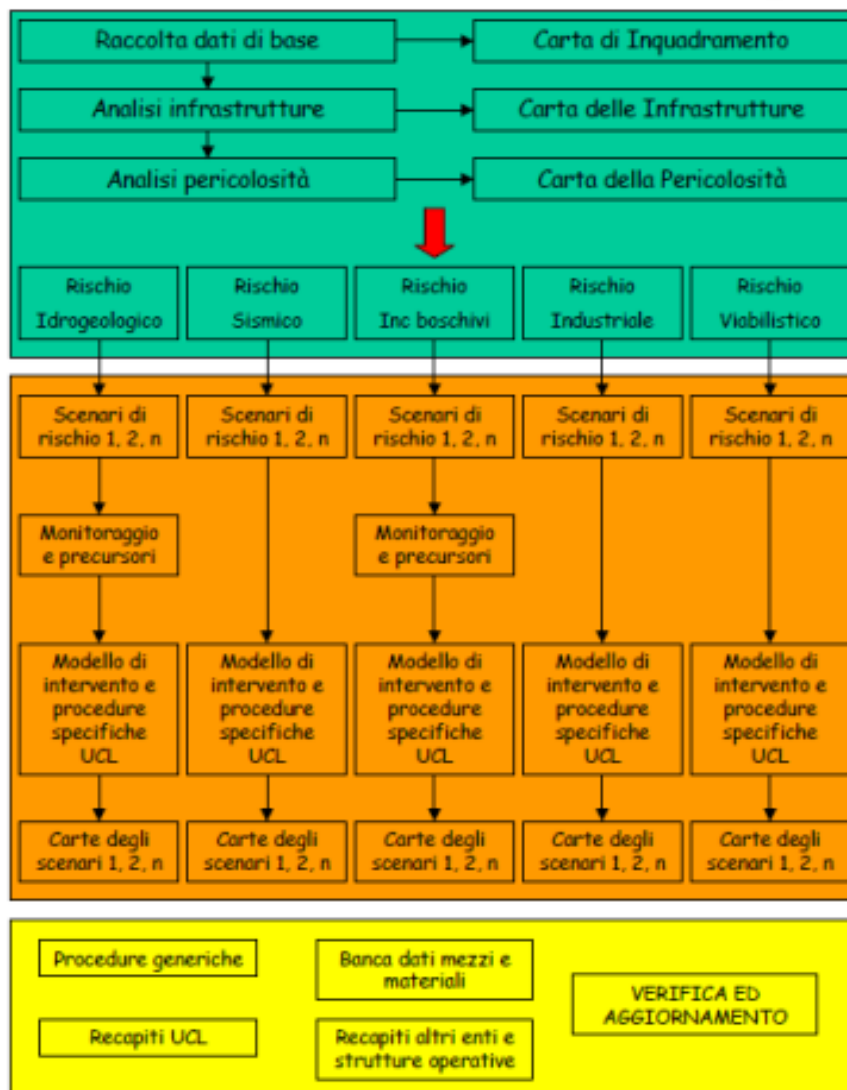 Raccolta dati di base
Carta di Inquadramento
Analisi infrastrutture
Carta delle Infrastrutture
Analisi pericolosità
Carta della Pericolosità
Rischio
Idrogeologico
Rischio
Sismico
Rischio
Inc boschivi
Rischio
Industriale
Rischio
Viabilistico
Scenari di
rischio 1, 2, n
Scenari di
rischio 1, 2, n
Scenari di
rischio 1, 2, n
Scenari di
rischio 1, 2, n
Scenari di
rischio 1, 2, n
Monitoraggio
e precursori
Monitoraggio
e precursori
Modello di
intervento e
procedure
specifiche
UCL
Modello di
intervento e
procedure
specifiche
UCL
Modello di
intervento e
procedure
specifiche
UCL
Modello di
intervento e
procedure
specifiche
UCL
Modello di
intervento e
procedure
specifiche
UCL
Carte degli
scenari 1, 2, n
Carte degli
scenari 1, 2, n
Carte degli
scenari 1, 2, n
Carte degli
scenari 1, 2, n
Carte degli
scenari 1, 2, n
Procedure generiche
Banca dati mezzi e
materiali
VERIFICA ED
AGGIORNAMENTO
Recapiti UCL
Recapiti altri enti e
strutture operative